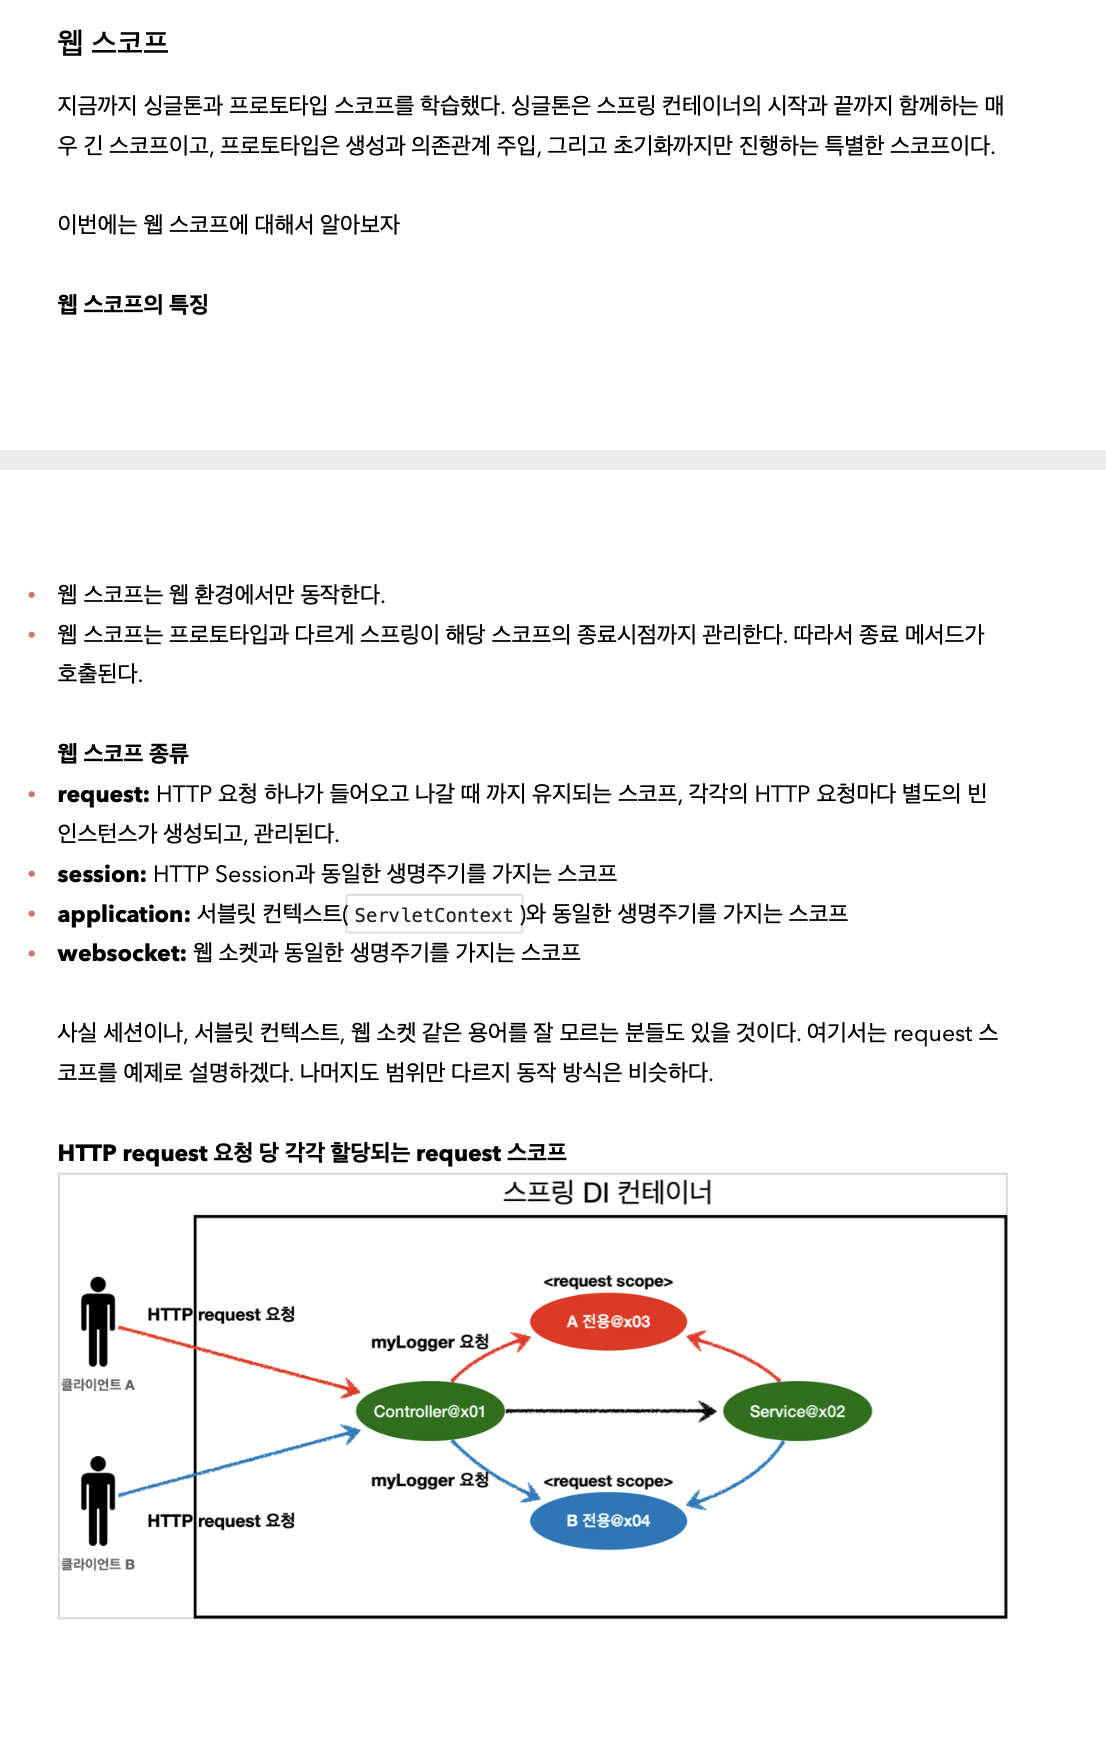 웹 스코프
지금까지 싱글톤과 프로토타입 스코프를 학습했다. 싱글톤은 스프링 컨테이너의 시작과 끝까지 함께하는 매
우 긴 스코프이고, 프로토타입은 생성과 의존관계 주입, 그리고 초기화까지만 진행하는 특별한 스코프이다.
이번에는 웹 스코프에 대해서 알아보자
웹 스코프의 특징
• 웹 스코프는 웹 환경에서만 동작한다.
• 웹 스코프는 프로토타입과 다르게 스프링이 해당 스코프의 종료시점까지 관리한다. 따라서 종료 메서드가
호출된다.
웹 스코프 종류
• request: HTTP 요청 하나가 들어오고 나갈 때 까지 유지되는 스코프, 각각의 HTTP 요청마다 별도의 빈
인스턴스가 생성되고, 관리된다.
• session: HTTP Session과 동일한 생명주기를 가지는 스코프
• application: 서블릿 컨텍스트( ServletContext )와 동일한 생명주기를 가지는 스코프
• websocket: 웹 소켓과 동일한 생명주기를 가지는 스코프
사실 세션이나, 서블릿 컨텍스트, 웹 소켓 같은 용어를 잘 모르는 분들도 있을 것이다. 여기서는 request 스
코프를 예제로 설명하겠다. 나머지도 범위만 다르지 동작 방식은 비슷하다.
HTTP request 요청 당 각각 할당되는 request 스코프
스프링 DI 컨테이너
<request scope>
HTTP request 요청
A 전용@x03
myLogger 요청
클라이언트 A
Controller@x01
Service@x02
myLogger 요청
<request scope>
HTTP request 요청
B 전용@x04
클라이언트 B